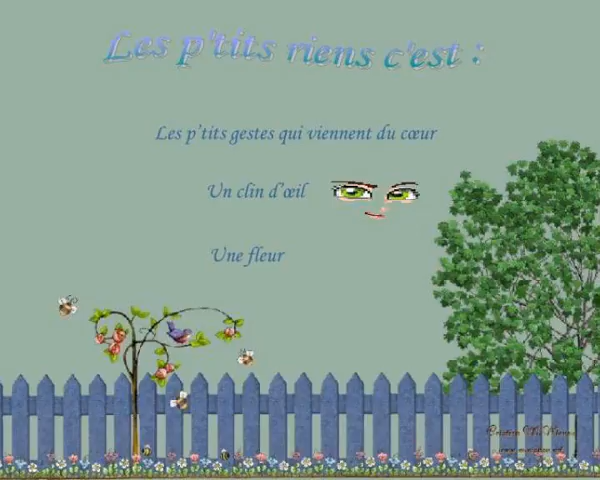 Les p'tits riens c'est :
Les p'tits gestes qui viennent du cœur
Un clin d'œil
Une fleur